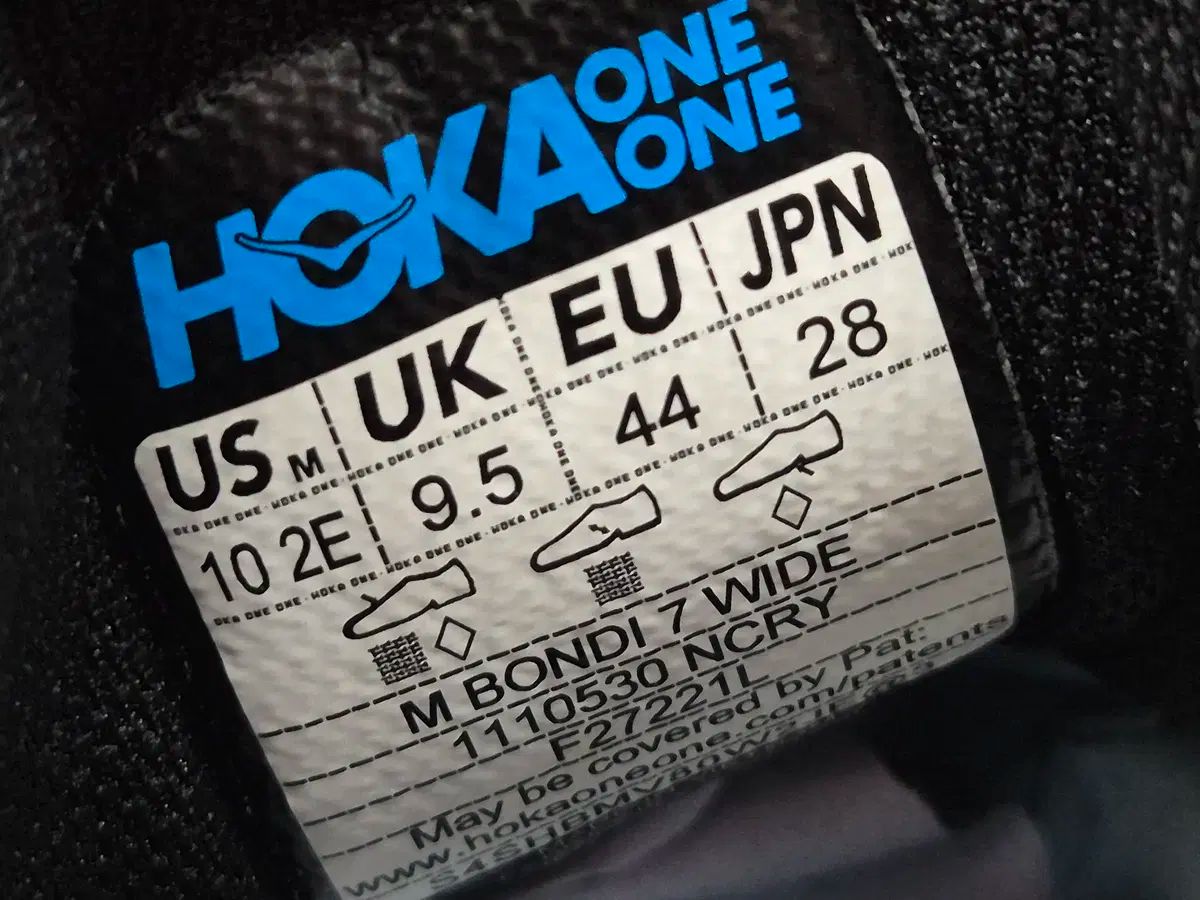 HOKA ONE ONE
US M UK EU JPN
10 2E 9.5 44 28
M BONDI 7 WIDE
1110530 NCRY
F27221L
May be covered by Pat:
www.hokaoneone.com/patents